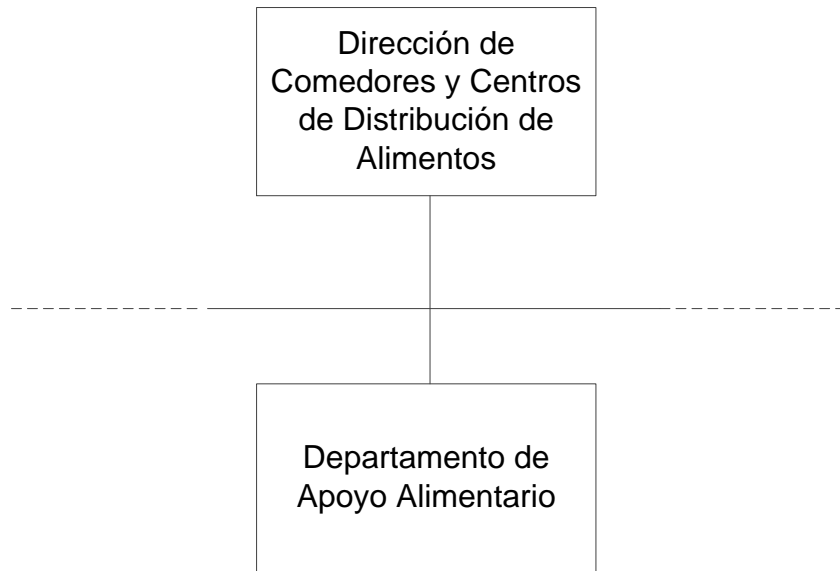 Dirección de
Comedores y Centros
de Distribución de
Alimentos
Departamento de
Apoyo Alimentario